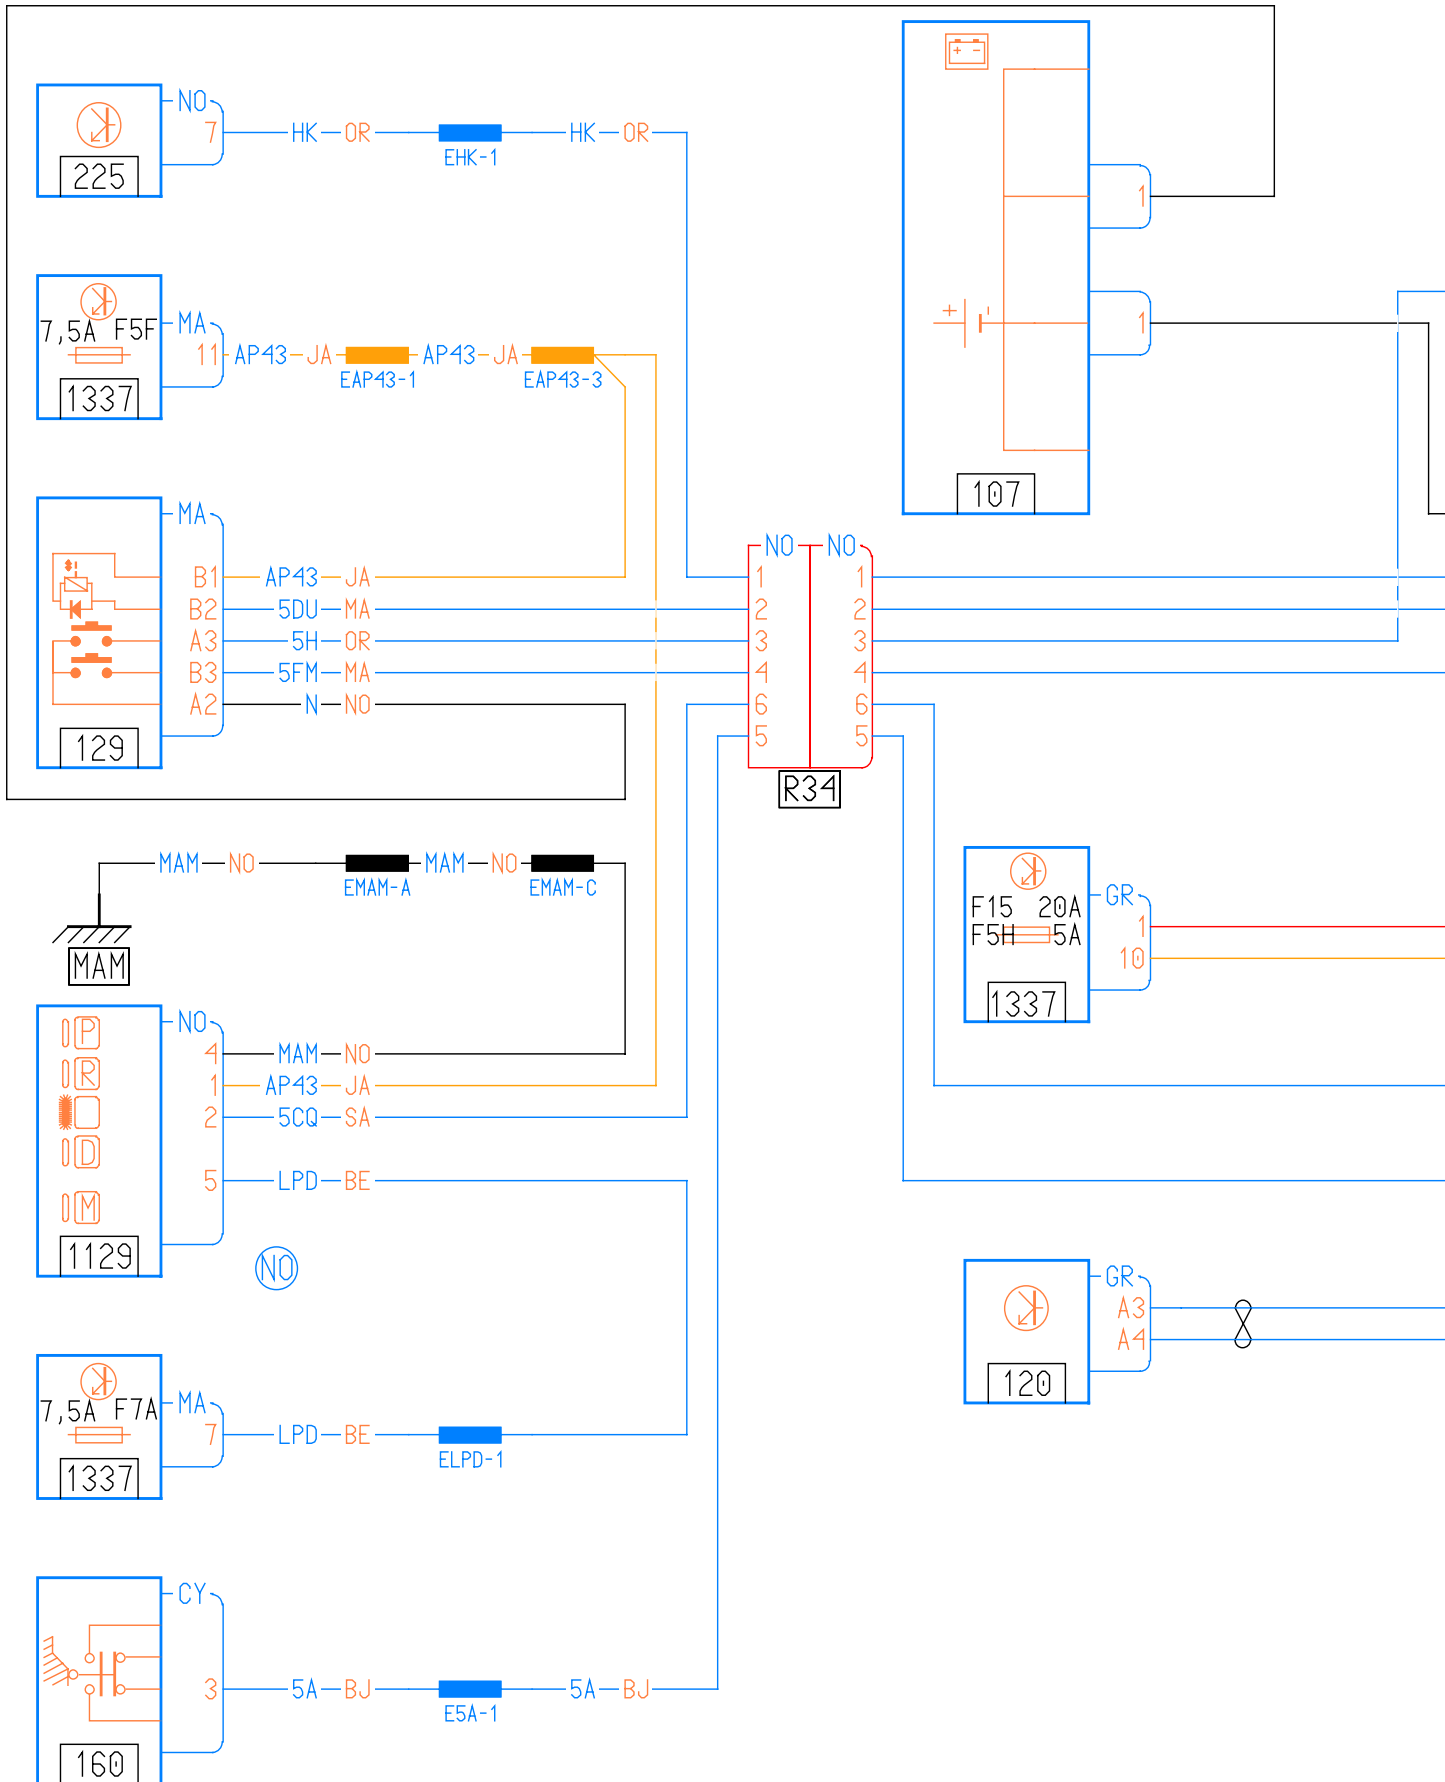 NO
7 HK OR HK OR
EHK-1
225
+ -
1
7,5A F5F MA
11 AP43 JA AP43 JA
EAP43-1 EAP43-3
1337
+ -
1
107
MA
B1 AP43 JA
B2 5DU MA
A3 5H OR
B3 5FM MA
A2 N NO
129
NO NO
1 1
2 2
3 3
4 4
6 6
5 5
R34
MAM NO MAM NO
EMAM-A EMAM-C
MAM
GR
F15 20A 1
F5H 5A 10
1337
P NO
R 4 MAM NO
1 AP43 JA
2 5CQ SA
D
M 5 LPD BE
1129
NO
GR
A3
A4
120
7,5A F7A MA
7 LPD BE
ELPD-1
1337
CY
3 5A BJ 5A BJ
E5A-1
160